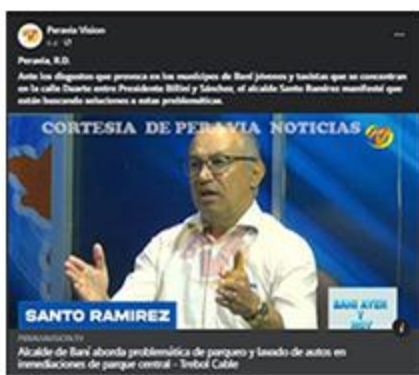 Peravia Vision
Peravia, R.D.
Ante los disgustos que provoca en los munícipes de Baní jóvenes y taxistas que se concentran
en la calle Duarte entre Presidente Billini y Sánchez, el alcalde Santo Ramírez manifestó que
están buscando soluciones a estas problemáticas.
CORTESIA DE PERAVIA NOTICIAS
SANTO RAMIREZ
BANI AYER
Y
HOY
PERAVIAVISION.TV
Alcalde de Baní aborda problemática de parqueo y lavado de autos en
inmediaciones de parque central - Trebol Cable